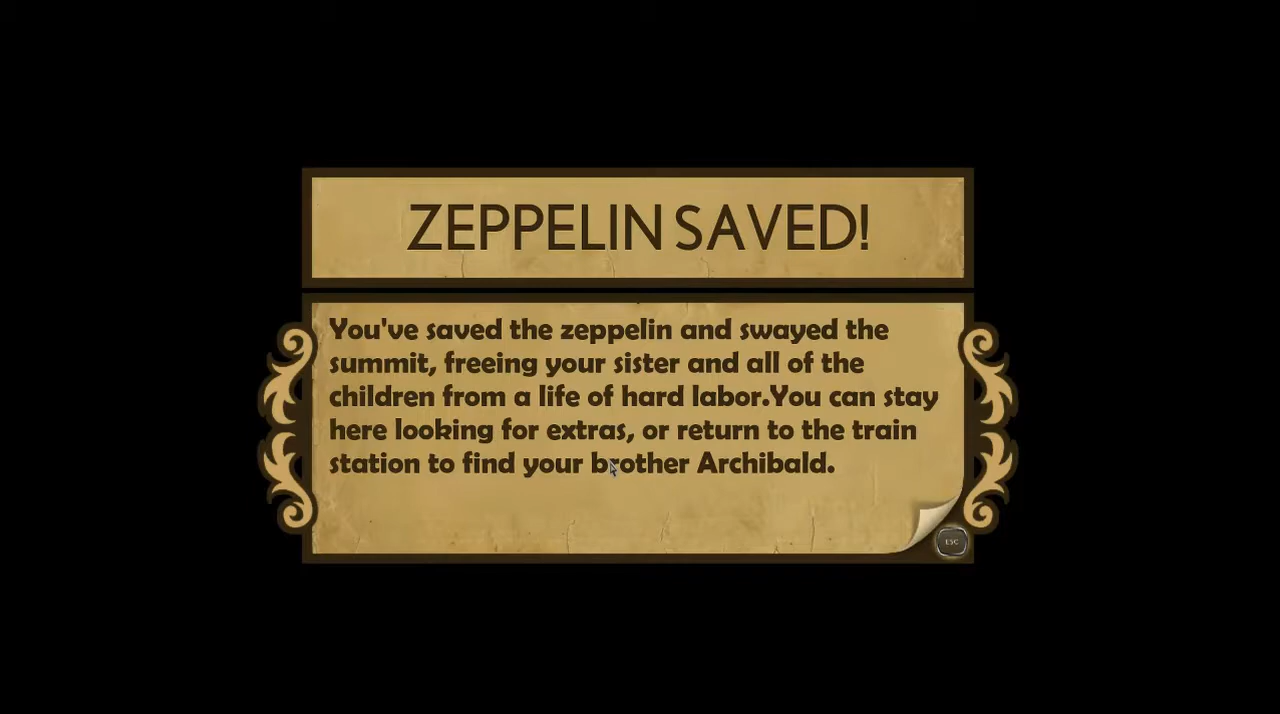 ZEPPELIN SAVED!
You've saved the zeppelin and swayed the
summit, freeing your sister and all of the
children from a life of hard labor.You can stay
here looking for extras, or return to the train
station to find your brother Archibald.
ESC